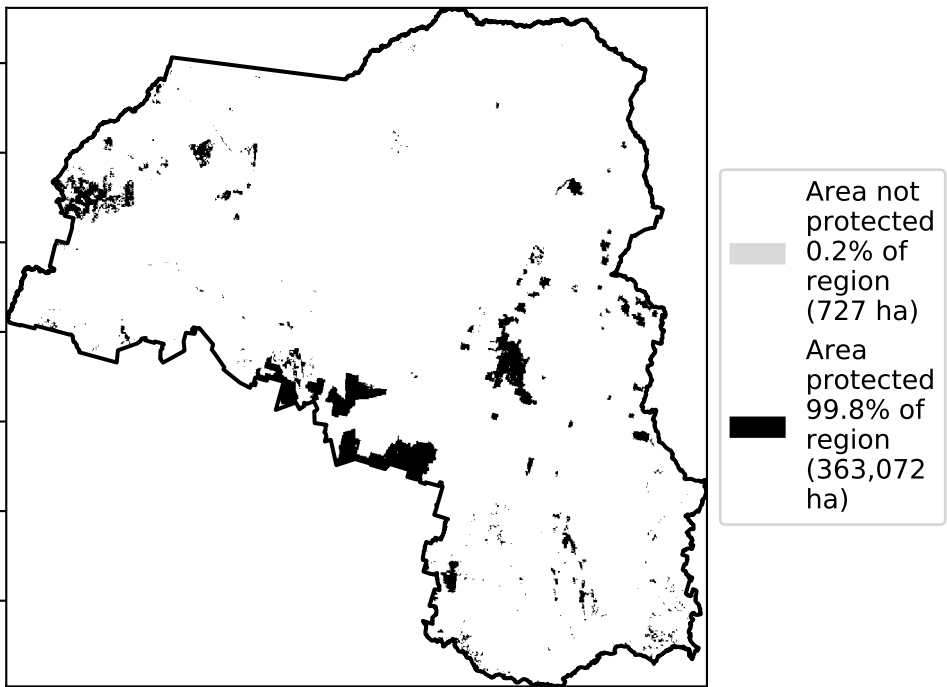 Area not
protected
0.2% of
region
(727 ha)
Area
protected
99.8% of
region
(363,072
ha)